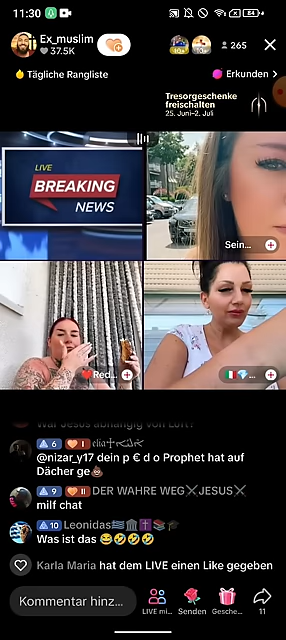 11:30
Ex_muslim
37.5K
265
Tägliche Rangliste
Erkunden >
Tresorgeschenke
freischalten
25. Juni–2. Juli
LIVE
BREAKING
NEWS
Sein...
Red...
War Jesus abhängig von Luft?
6 I
@nizar_y17 dein p € d o Prophet hat auf
Dächer ge💩
9 II DER WAHRE WEG⚔JESUS⚔
milf chat
10 Leonidas🇬🇷🏛✝📚🎓
Was ist das 😂🤣🤣🤣
Karla Maria hat dem LIVE einen Like gegeben
Kommentar hinz...
LIVE mi...
Senden
Gesche...
11